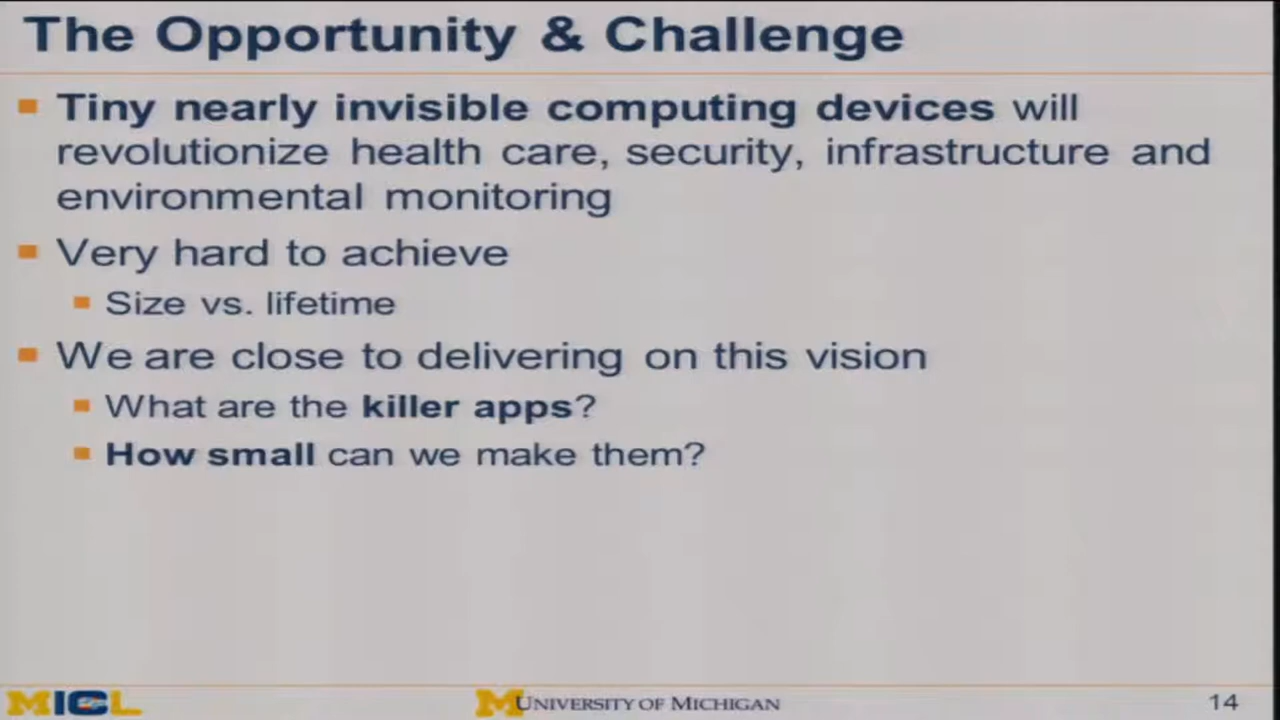 The Opportunity & Challenge
Tiny nearly invisible computing devices will
revolutionize health care, security, infrastructure and
environmental monitoring
Very hard to achieve
Size vs. lifetime
We are close to delivering on this vision
What are the killer apps?
How small can we make them?
MICL
M UNIVERSITY OF MICHIGAN
14